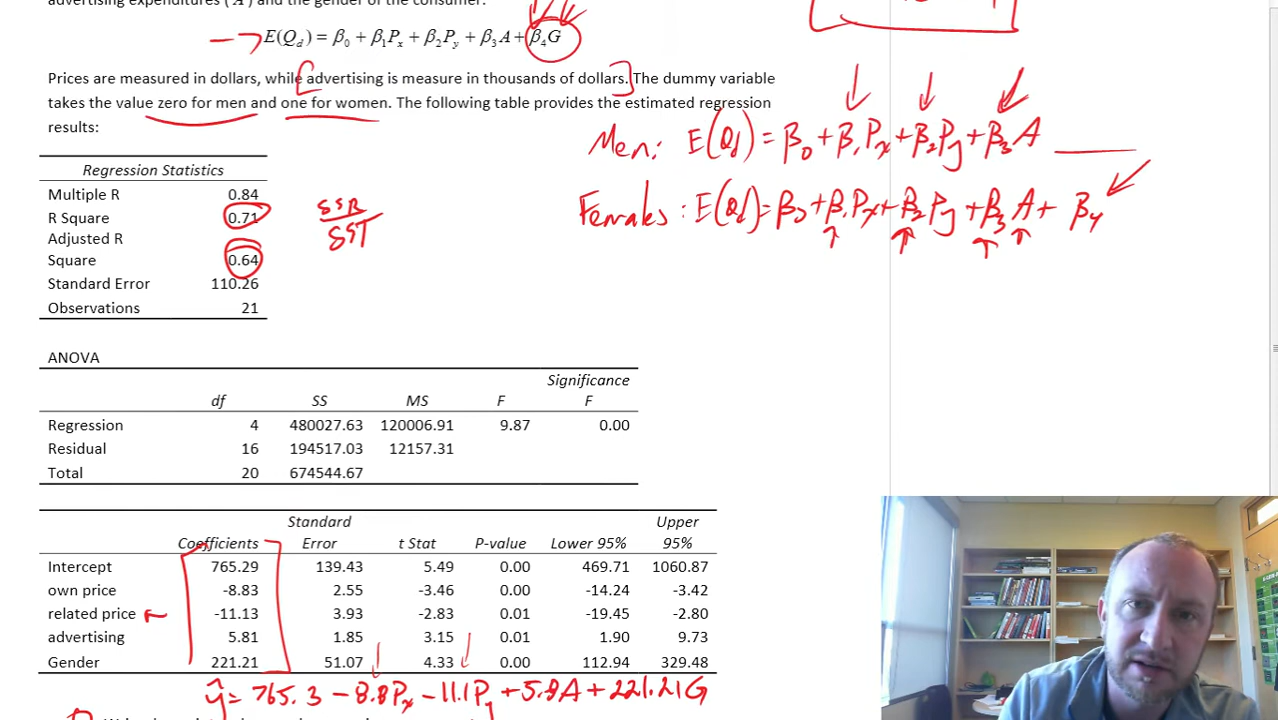 advertising expenditures ( A ) and the gender of the consumer.
E(Q_d) = β₀ + β₁Pₓ + β₂P_y + β₃A + β₄G
Prices are measured in dollars, while advertising is measure in thousands of dollars. The dummy variable
takes the value zero for men and one for women. The following table provides the estimated regression
results:
Men: E(Qd) = β₀ + β₁Pₓ + β₂Py + β₃A
Females: E(Qd) = β₀ + β₁Pₓ + β₂Py + β₃A + β₄
Regression Statistics
Multiple R 0.84
R Square 0.71
SSR
SST
Adjusted R
Square 0.64
Standard Error 110.26
Observations 21
ANOVA
Significance
df SS MS F F
Regression 4 480027.63 120006.91 9.87 0.00
Residual 16 194517.03 12157.31
Total 20 674544.67
Standard Upper
Coefficients Error t Stat P-value Lower 95% 95%
Intercept 765.29 139.43 5.49 0.00 469.71 1060.87
own price -8.83 2.55 -3.46 0.00 -14.24 -3.42
related price -11.13 3.93 -2.83 0.01 -19.45 -2.80
advertising 5.81 1.85 3.15 0.01 1.90 9.73
Gender 221.21 51.07 4.33 0.00 112.94 329.48
ŷ = 765.3 - 8.8Pₓ - 11.1Py + 5.8A + 221.21G